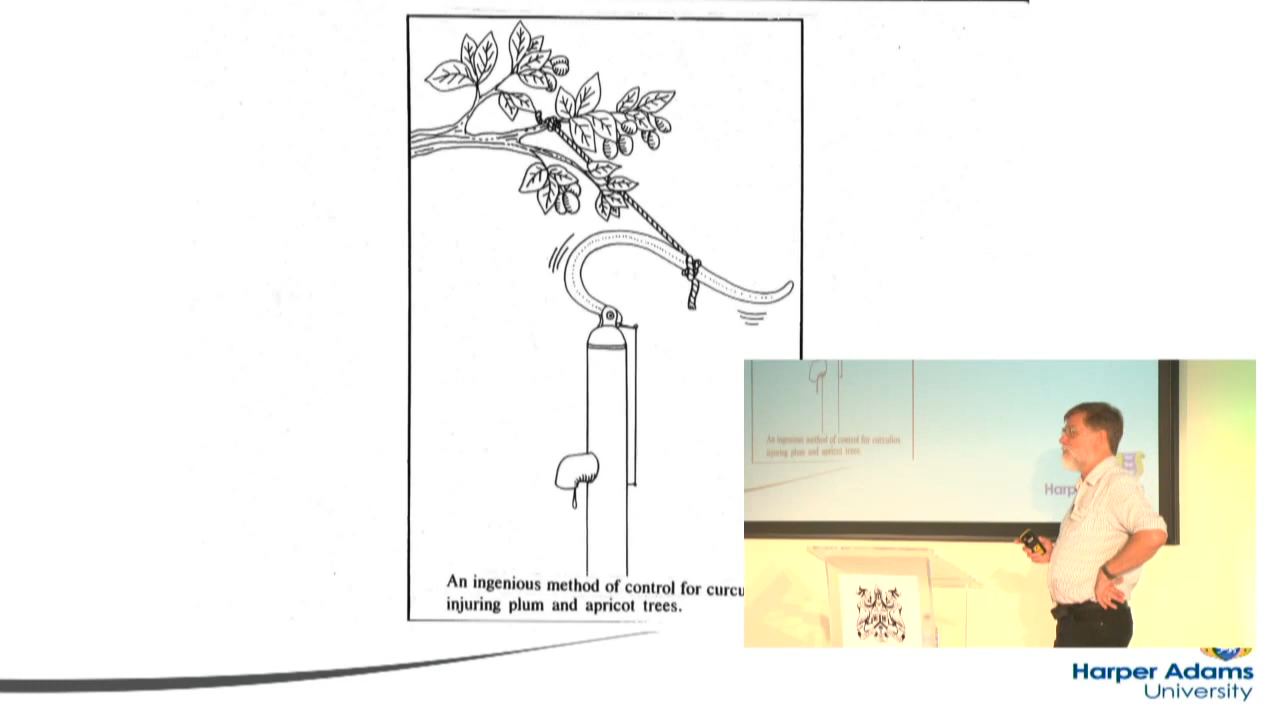 An ingenious method of control for curcu
injuring plum and apricot trees.
An ingenious method of control for curculios
injuring plum and apricot trees.
Harp
Harper Adams
University